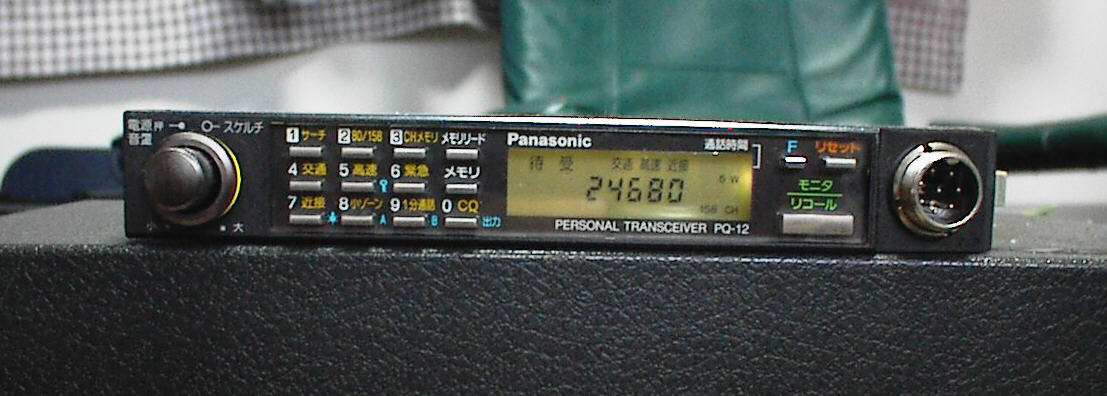 電源 押 スケルチ
音量
小 大
1 サーチ 2 80/158 3 CHメモリ メモリリード
4 交通 5 高速 6 緊急 メモリ
7 近接 8 小ゾーン 9 1分通話 0 CQ
A B 出力
Panasonic 通話時間
待 受 交通 高速 近接
24680 5 W
158 CH
PERSONAL TRANSCEIVER PQ-12
F リセット
モニタ
リコール